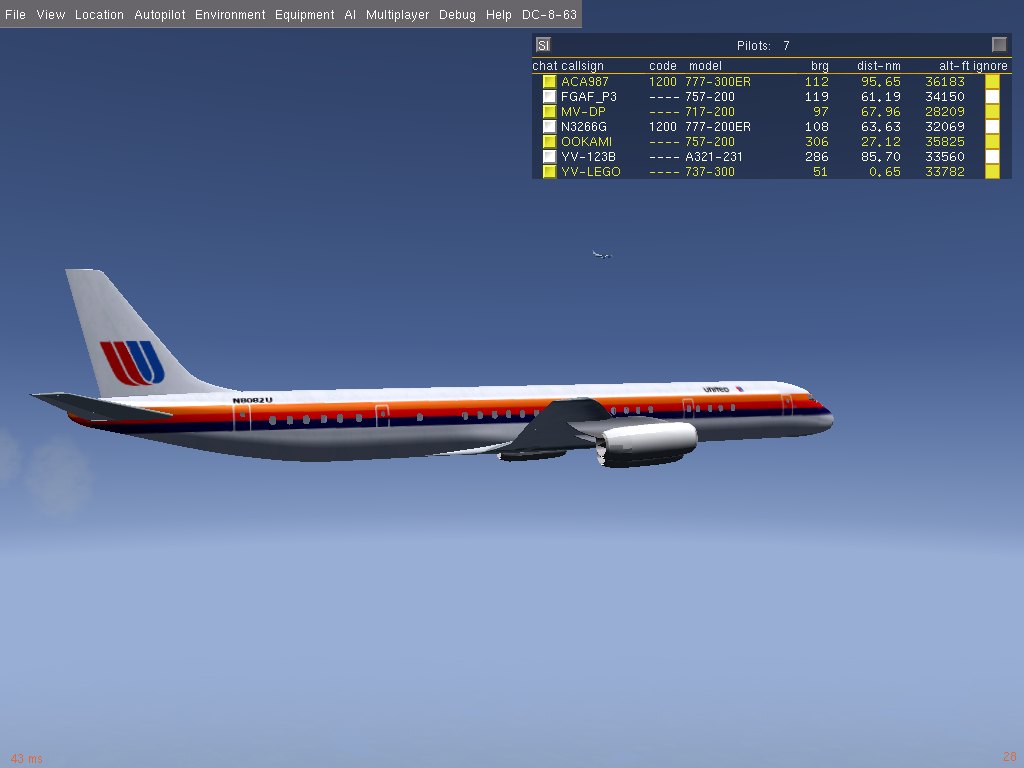 File View Location Autopilot Environment Equipment AI Multiplayer Debug Help DC-8-63
SI Pilots: 7
chat callsign code model brg dist-nm alt-ft ignore
ACA987 1200 777-300ER 112 95.65 36183
FGAF_P3 ---- 757-200 119 61.19 34150
MV-DP ---- 717-200 97 67.96 28209
N3266G 1200 777-200ER 108 63.63 32069
OOKAMI ---- 757-200 306 27.12 35825
YV-123B ---- A321-231 286 85.70 33560
YV-LEGO ---- 737-300 51 0.65 33782
UNITED
N8082U
43 ms
28